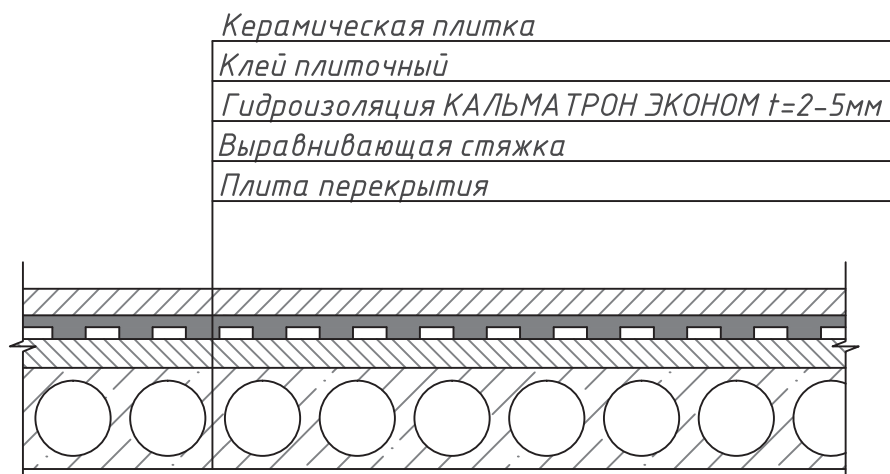 Керамическая плитка
Клей плиточный
Гидроизоляция КАЛЬМАТРОН ЭКОНОМ t=2-5мм
Выравнивающая стяжка
Плита перекрытия